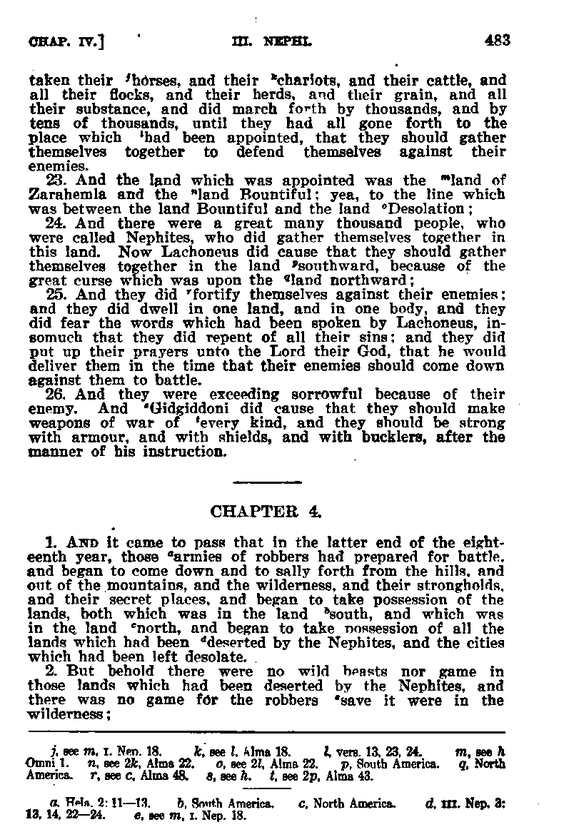 CHAP. IV.] III. NEPHI. 483
taken their ʲhorses, and their ᵏchariots, and their cattle, and
all their flocks, and their herds, and their grain, and all
their substance, and did march forth by thousands, and by
tens of thousands, until they had all gone forth to the
place which ˡhad been appointed, that they should gather
themselves together to defend themselves against their
enemies.
23. And the land which was appointed was the ᵐland of
Zarahemla and the ⁿland Bountiful; yea, to the line which
was between the land Bountiful and the land ᵒDesolation;
24. And there were a great many thousand people, who
were called Nephites, who did gather themselves together in
this land. Now Lachoneus did cause that they should gather
themselves together in the land ᵖsouthward, because of the
great curse which was upon the qland northward;
25. And they did ʳfortify themselves against their enemies;
and they did dwell in one land, and in one body, and they
did fear the words which had been spoken by Lachoneus, in-
somuch that they did repent of all their sins; and they did
put up their prayers unto the Lord their God, that he would
deliver them in the time that their enemies should come down
against them to battle.
26. And they were exceeding sorrowful because of their
enemy. And ˢGidgiddoni did cause that they should make
weapons of war of ᵗevery kind, and they should be strong
with armour, and with shields, and with bucklers, after the
manner of his instruction.
CHAPTER 4.
1. AND it came to pass that in the latter end of the eight-
eenth year, those ᵃarmies of robbers had prepared for battle,
and began to come down and to sally forth from the hills, and
out of the mountains, and the wilderness, and their strongholds,
and their secret places, and began to take possession of the
lands, both which was in the land ᵇsouth, and which was
in the land ᶜnorth, and began to take possession of all the
lands which had been ᵈdeserted by the Nephites, and the cities
which had been left desolate.
2. But behold there were no wild beasts nor game in
those lands which had been deserted by the Nephites, and
there was no game for the robbers ᵉsave it were in the
wilderness;
j, see m, I. Nep. 18. k, see l, Alma 18. l, vers. 13, 23, 24. m, see h
Omni 1. n, see 2k, Alma 22. o, see 2l, Alma 22. p, South America. q, North
America. r, see c, Alma 48. s, see h. t, see 2p, Alma 43.
a, Hela. 2: 11—13. b, South America. c, North America. d, III. Nep. 3:
13, 14, 22—24. e, see m, I. Nep. 18.